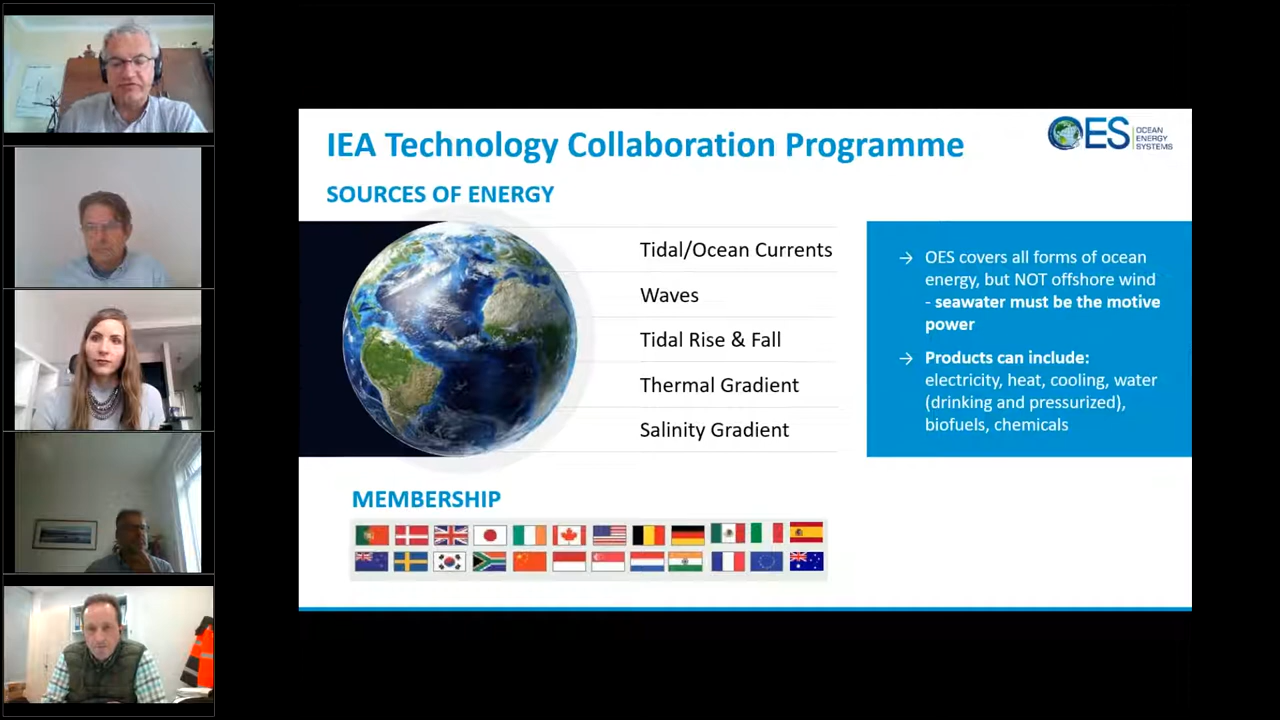 IEA Technology Collaboration Programme
OES
OCEAN
ENERGY
SYSTEMS
SOURCES OF ENERGY
Tidal/Ocean Currents
Waves
Tidal Rise & Fall
Thermal Gradient
Salinity Gradient
→ OES covers all forms of ocean
energy, but NOT offshore wind
- seawater must be the motive
power
→ Products can include:
electricity, heat, cooling, water
(drinking and pressurized),
biofuels, chemicals
MEMBERSHIP